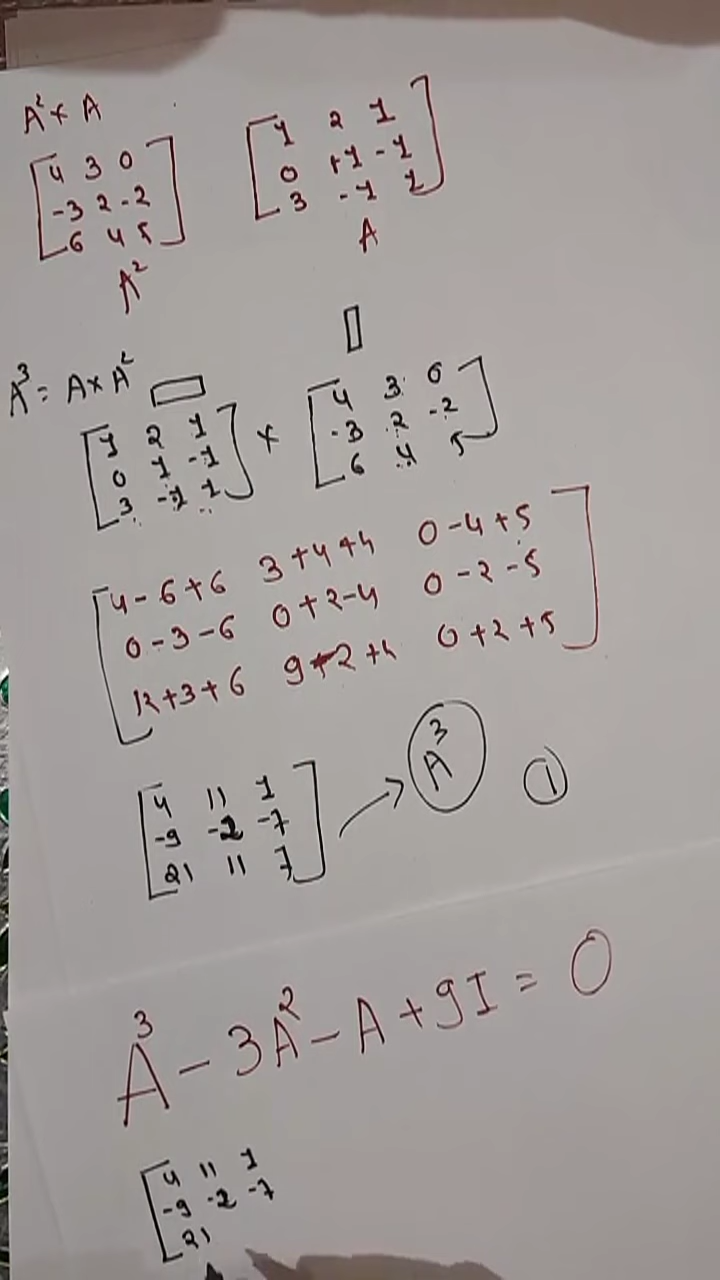 A² × A
4 3 0   1 2 1
-3 2 -2   0 +1 -1
6 4 5   3 -1 1
A²   A
A³ = A × A²
1 2 1 × 4 3 0
0 1 -1   -3 2 -2
3 -1 1   6 4 5
4-6+6   3+4+4   0-4+5
0-3-6   0+2-4   0-2-5
12+3+6   9-2+4   0+2+5
4 11 1 → A³ ①
-9 -2 -7
21 11 7
A³ - 3A² - A + 9I = 0
4 11 1
-9 -2 -7
21